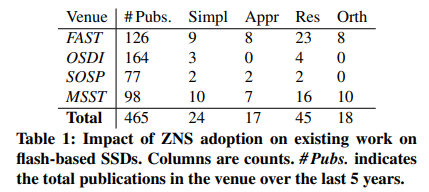 Venue # Pubs. Simpl Appr Res Orth
FAST 126 9 8 23 8
OSDI 164 3 0 4 0
SOSP 77 2 2 2 0
MSST 98 10 7 16 10
Total 465 24 17 45 18
Table 1: Impact of ZNS adoption on existing work on
flash-based SSDs. Columns are counts. # Pubs. indicates
the total publications in the venue over the last 5 years.